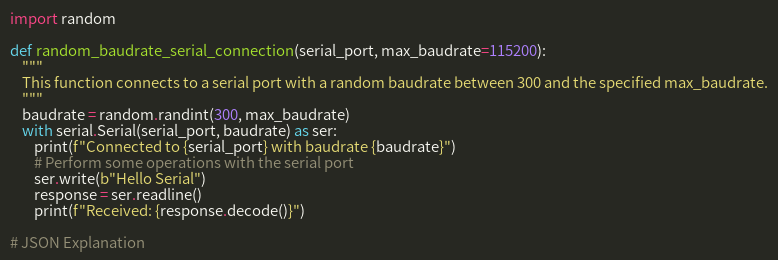 import random

def random_baudrate_serial_connection(serial_port, max_baudrate=115200):
    """
    This function connects to a serial port with a random baudrate between 300 and the specified max_baudrate.
    """
    baudrate = random.randint(300, max_baudrate)
    with serial.Serial(serial_port, baudrate) as ser:
        print(f"Connected to {serial_port} with baudrate {baudrate}")
        # Perform some operations with the serial port
        ser.write(b"Hello Serial")
        response = ser.readline()
        print(f"Received: {response.decode()}")

# JSON Explanation